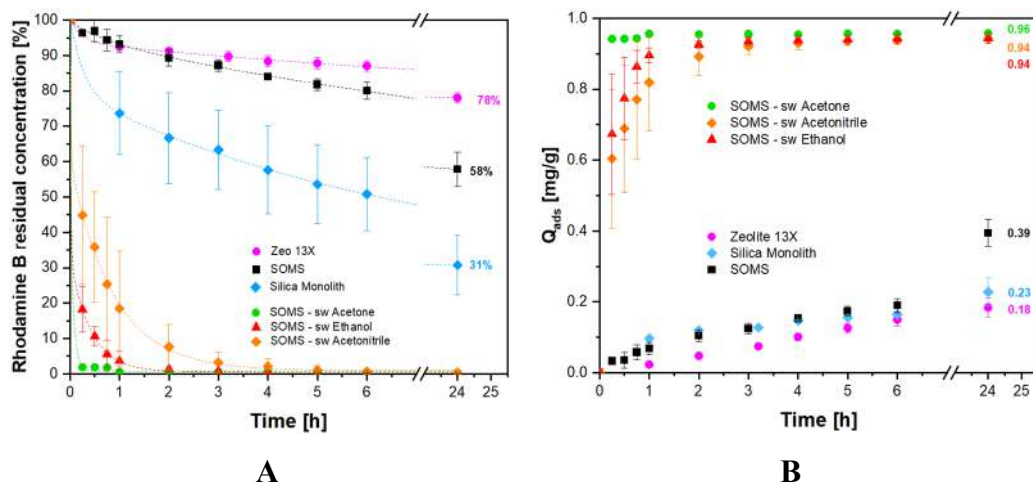 100
90
80
70
60
50
40
30
20
10
0
Rhodamine B residual concentration [%]
78%
58%
31%
Zeo 13X
SOMS
Silica Monolith
SOMS - sw Acetone
SOMS - sw Ethanol
SOMS - sw Acetonitrile
0 1 2 3 4 5 6 24 25
Time [h]
A
1.0
0.8
0.6
0.4
0.2
0.0
Qads [mg/g]
0.96
0.94
0.94
SOMS - sw Acetone
SOMS - sw Acetonitrile
SOMS - sw Ethanol
Zeolite 13X
Silica Monolith
SOMS
0.39
0.23
0.18
0 1 2 3 4 5 6 24 25
Time [h]
B